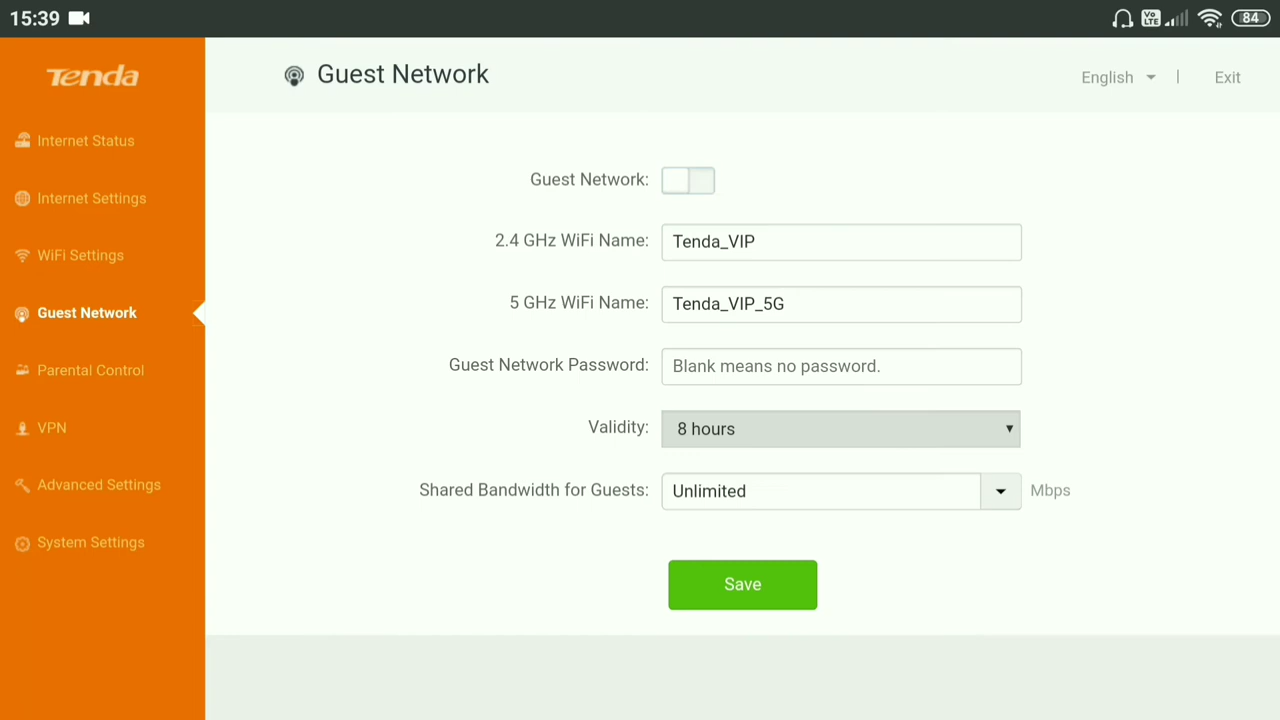 15:39
Vo
LTE
84
Tenda
Guest Network
English
Exit
Internet Status
Internet Settings
WiFi Settings
Guest Network
Parental Control
VPN
Advanced Settings
System Settings
Guest Network:
2.4 GHz WiFi Name: Tenda_VIP
5 GHz WiFi Name: Tenda_VIP_5G
Guest Network Password: Blank means no password.
Validity: 8 hours
Shared Bandwidth for Guests: Unlimited Mbps
Save